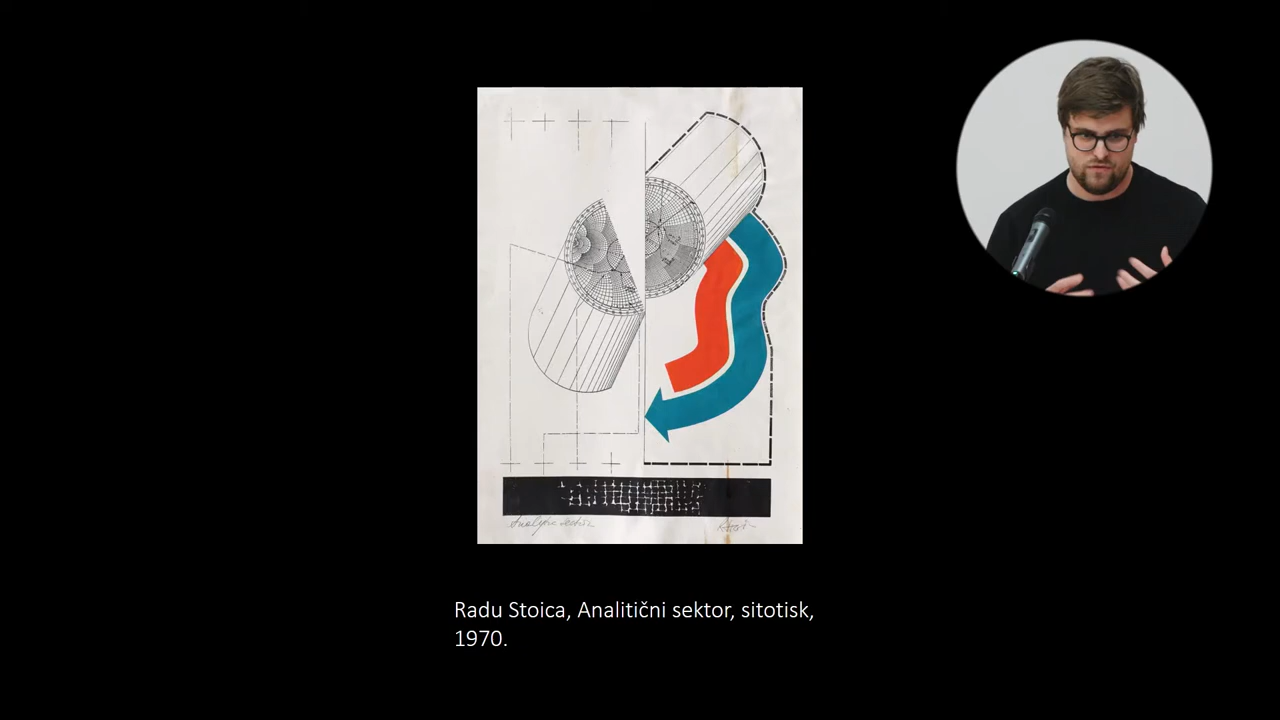 Radu Stoica, Analitični sektor, sitotisk,
1970.